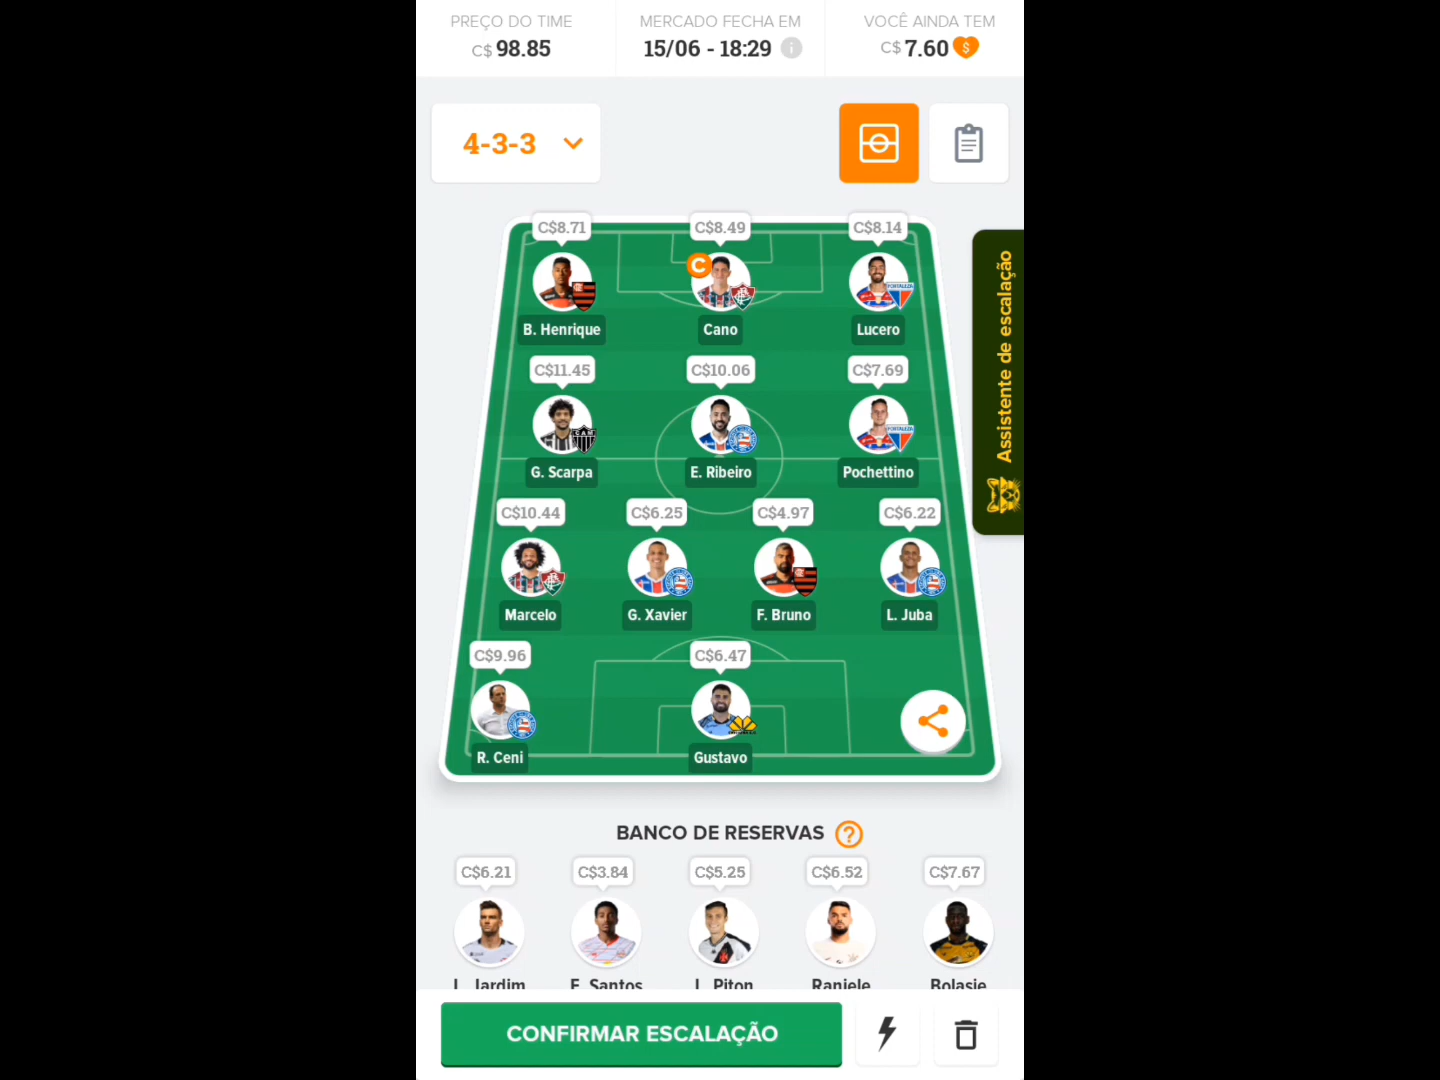 PREÇO DO TIME
C$ 98.85
MERCADO FECHA EM
15/06 - 18:29
VOCÊ AINDA TEM
C$ 7.60
4-3-3
Assistente de escalação
C$8.71
C$8.49
C$8.14
C
B. Henrique
Cano
Lucero
C$11.45
C$10.06
C$7.69
G. Scarpa
E. Ribeiro
Pochettino
C$10.44
C$6.25
C$4.97
C$6.22
Marcelo
G. Xavier
F. Bruno
L. Juba
C$9.96
C$6.47
R. Ceni
Gustavo
BANCO DE RESERVAS ?
C$6.21
C$3.84
C$5.25
C$6.52
C$7.67
L. Jardim
F. Santos
L. Piton
Raniele
Bolasie
CONFIRMAR ESCALAÇÃO